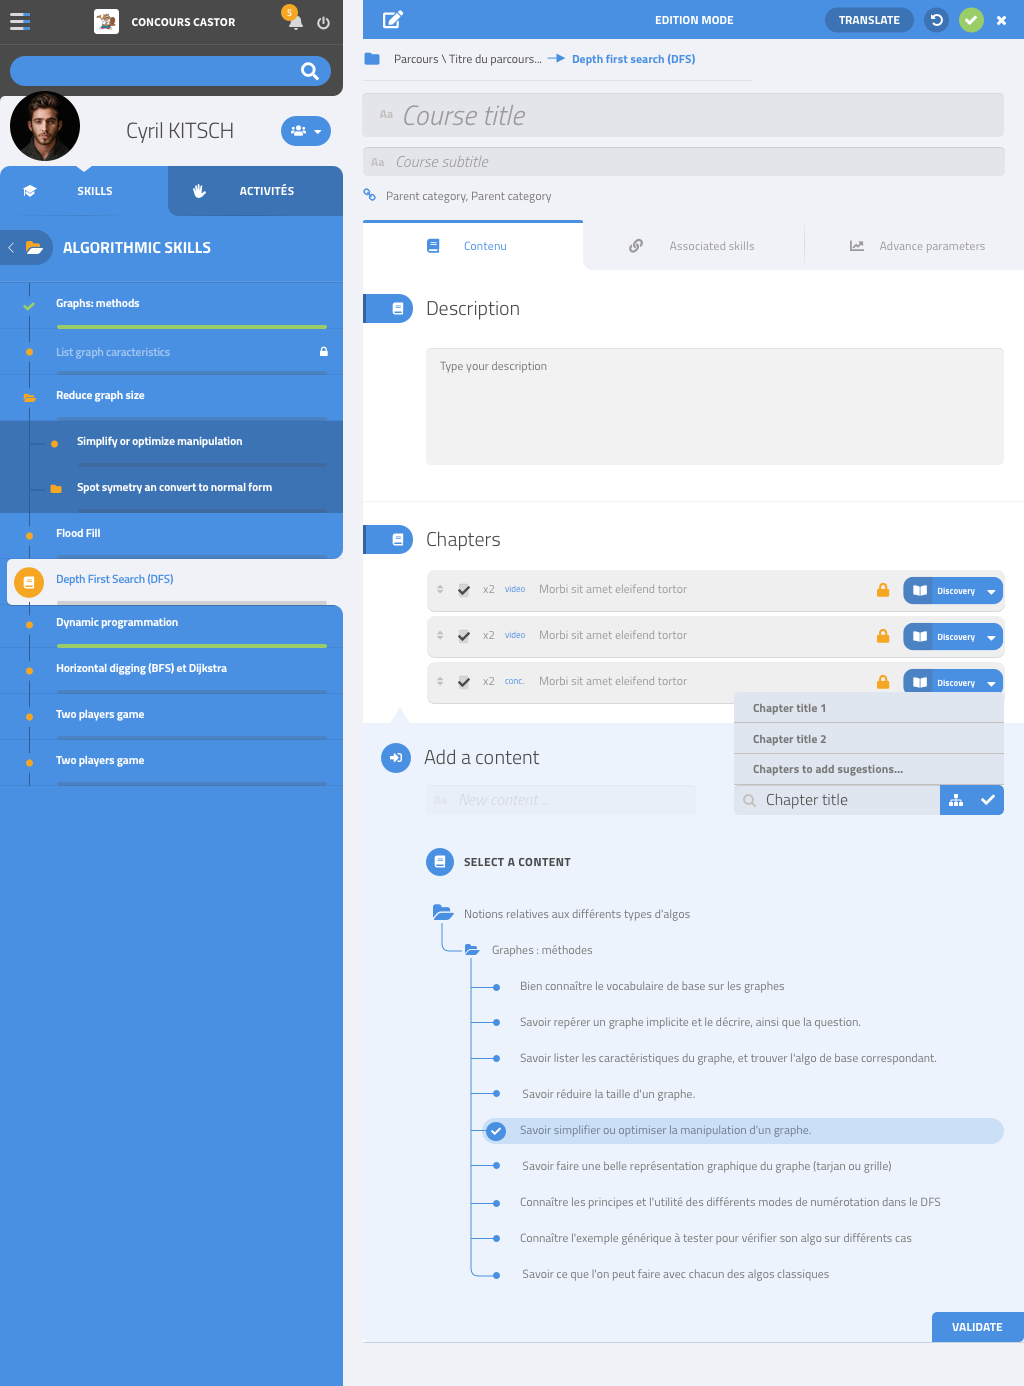 CONCOURS CASTOR
5
Cyril KITSCH
SKILLS
ACTIVITÉS
ALGORITHMIC SKILLS
Graphs: methods
List graph caracteristics
Reduce graph size
Simplify or optimize manipulation
Spot symetry an convert to normal form
Flood Fill
Depth First Search (DFS)
Dynamic programmation
Horizontal digging (BFS) et Dijkstra
Two players game
Two players game
EDITION MODE
TRANSLATE
Parcours \ Titre du parcours... Depth first search (DFS)
Aa Course title
Aa Course subtitle
Parent category, Parent category
Contenu
Associated skills
Advance parameters
Description
Type your description
Chapters
x2 video Morbi sit amet eleifend tortor Discovery
x2 video Morbi sit amet eleifend tortor Discovery
x2 conc. Morbi sit amet eleifend tortor Discovery
Chapter title 1
Chapter title 2
Chapters to add sugestions...
Add a content
Aa New content ...
Chapter title
SELECT A CONTENT
Notions relatives aux différents types d'algos
Graphes : méthodes
Bien connaître le vocabulaire de base sur les graphes
Savoir repérer un graphe implicite et le décrire, ainsi que la question.
Savoir lister les caractéristiques du graphe, et trouver l'algo de base correspondant.
Savoir réduire la taille d'un graphe.
Savoir simplifier ou optimiser la manipulation d'un graphe.
Savoir faire une belle représentation graphique du graphe (tarjan ou grille)
Connaître les principes et l'utilité des différents modes de numérotation dans le DFS
Connaître l'exemple générique à tester pour vérifier son algo sur différents cas
Savoir ce que l'on peut faire avec chacun des algos classiques
VALIDATE